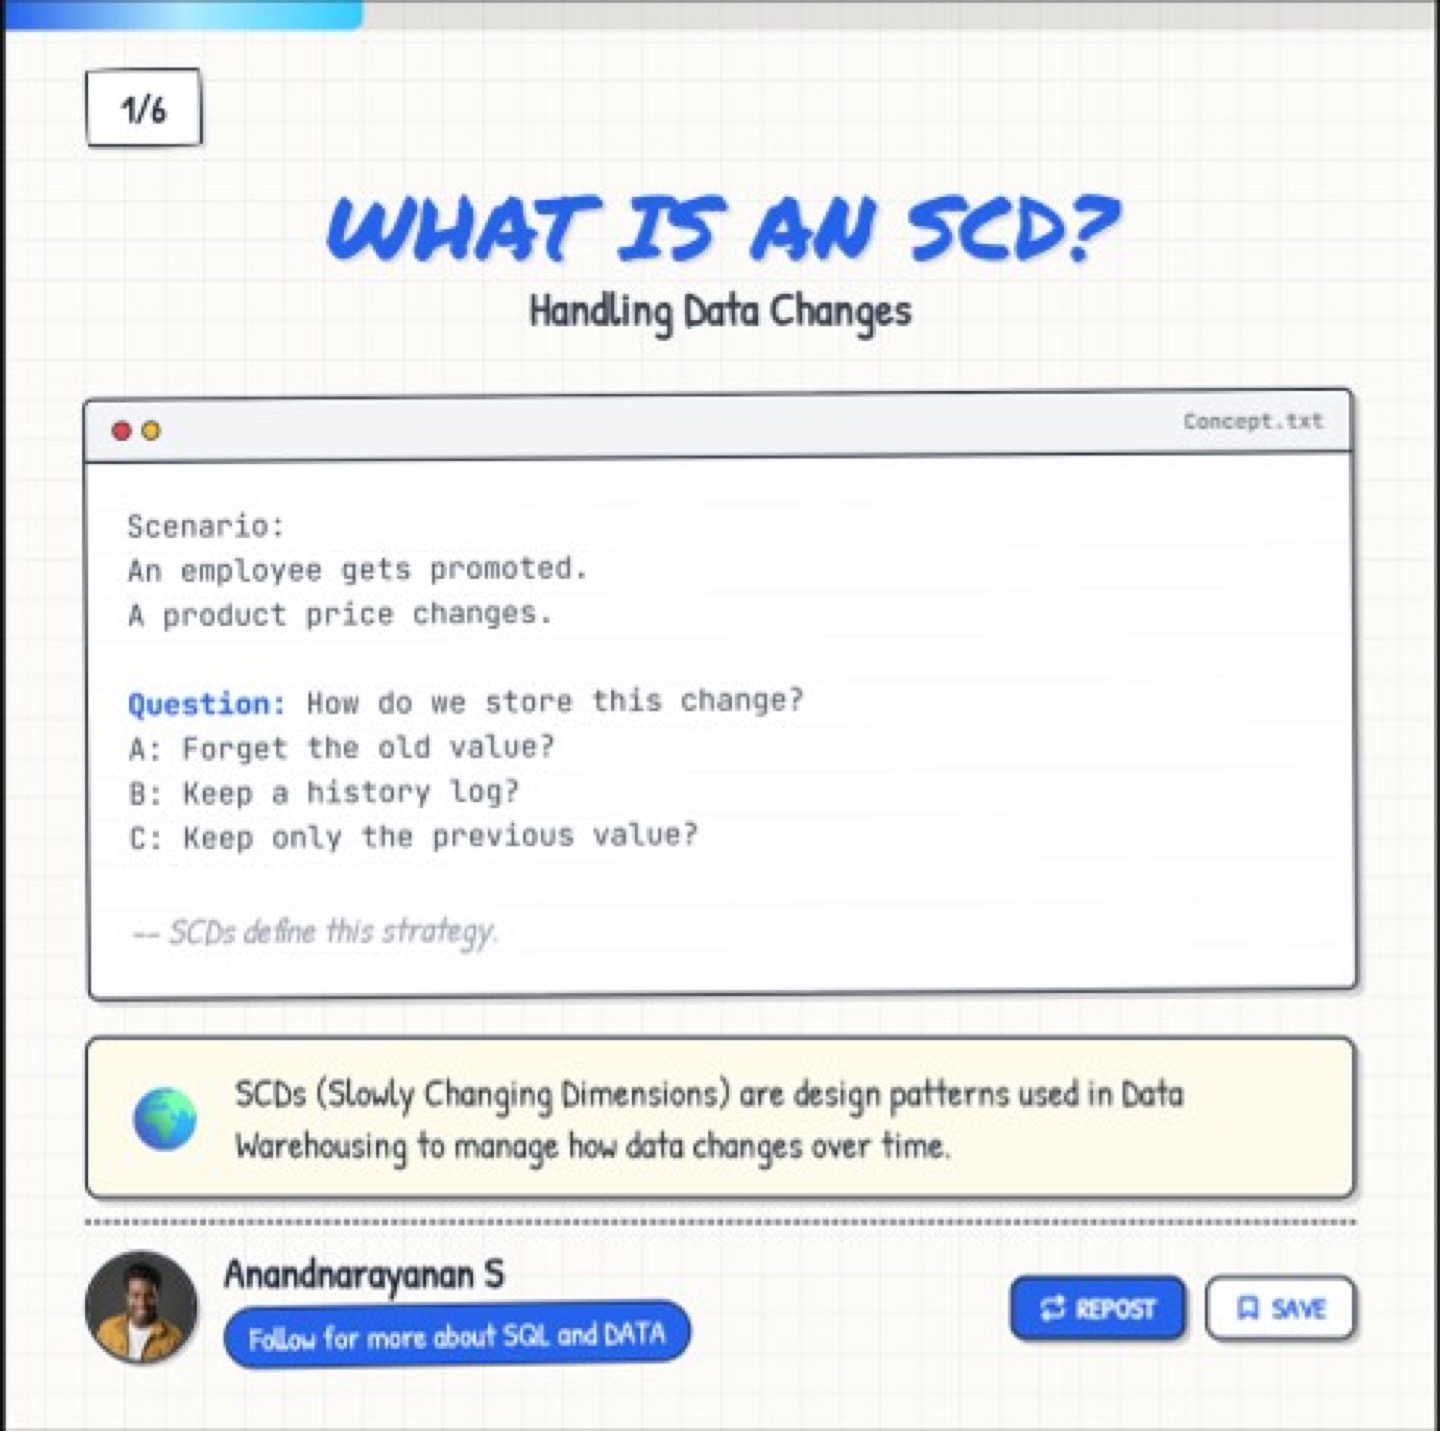 1/6
WHAT IS AN SCD?
Handling Data Changes
Concept.txt
Scenario:
An employee gets promoted.
A product price changes.
Question: How do we store this change?
A: Forget the old value?
B: Keep a history log?
C: Keep only the previous value?
-- SCDs define this strategy.
SCDs (Slowly Changing Dimensions) are design patterns used in Data
Warehousing to manage how data changes over time.
Anandnarayanan S
Follow for more about SQL and DATA
REPOST
SAVE